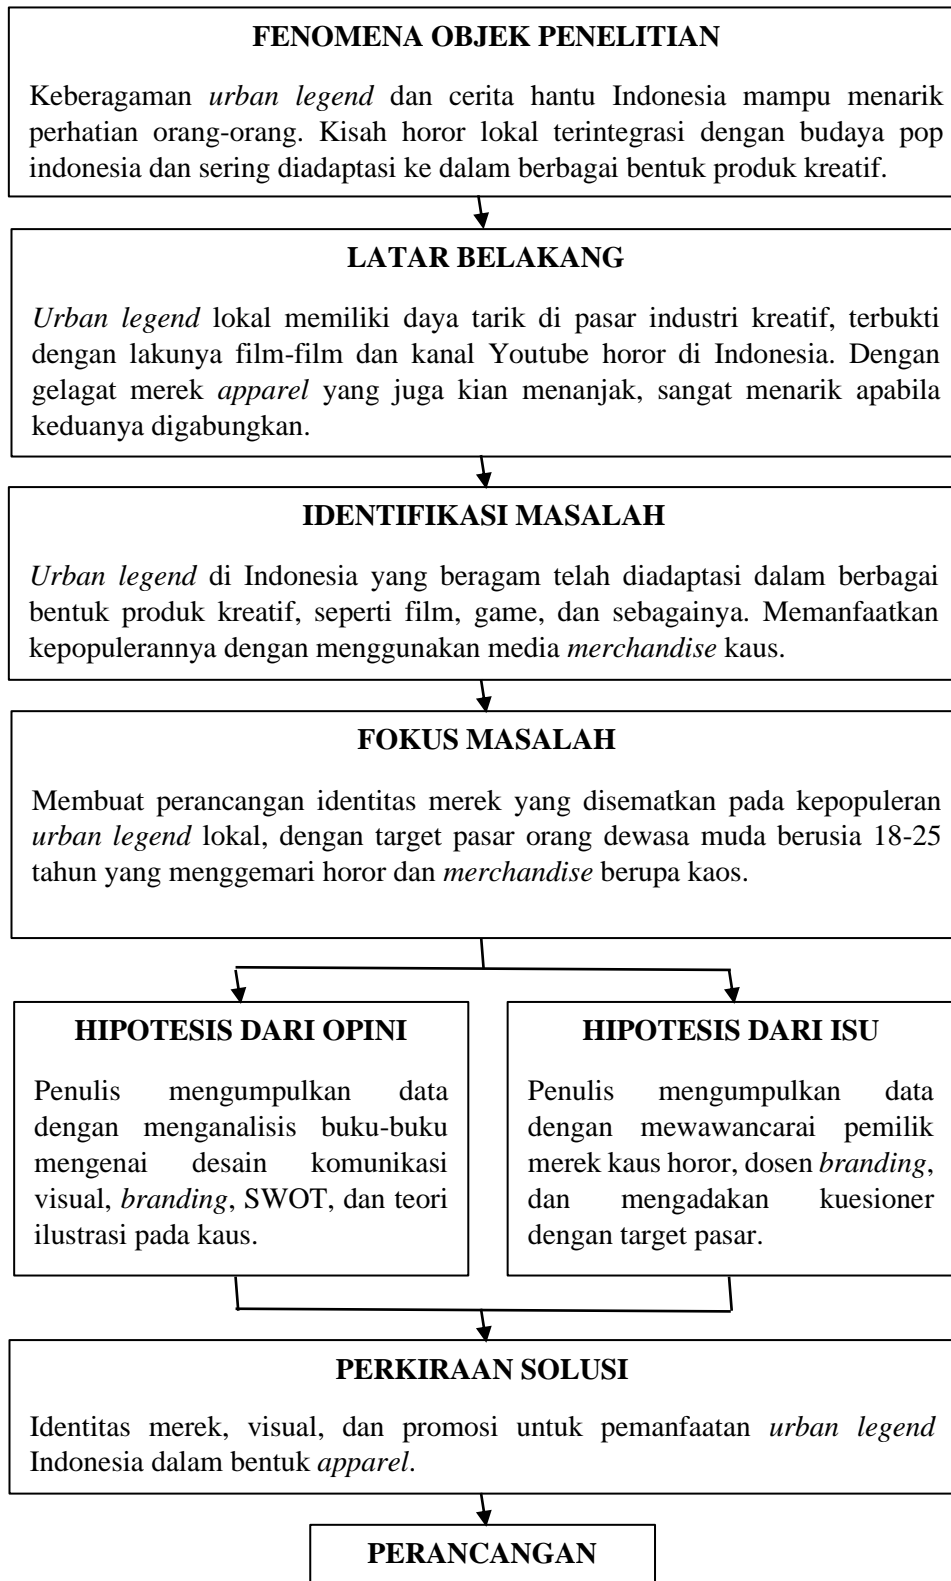 FENOMENA OBJEK PENELITIAN
Keberagaman urban legend dan cerita hantu Indonesia mampu menarik
perhatian orang-orang. Kisah horor lokal terintegrasi dengan budaya pop
indonesia dan sering diadaptasi ke dalam berbagai bentuk produk kreatif.
LATAR BELAKANG
Urban legend lokal memiliki daya tarik di pasar industri kreatif, terbukti
dengan lakunya film-film dan kanal Youtube horor di Indonesia. Dengan
gelagat merek apparel yang juga kian menanjak, sangat menarik apabila
keduanya digabungkan.
IDENTIFIKASI MASALAH
Urban legend di Indonesia yang beragam telah diadaptasi dalam berbagai
bentuk produk kreatif, seperti film, game, dan sebagainya. Memanfaatkan
kepopulerannya dengan menggunakan media merchandise kaus.
FOKUS MASALAH
Membuat perancangan identitas merek yang disematkan pada kepopuleran
urban legend lokal, dengan target pasar orang dewasa muda berusia 18-25
tahun yang menggemari horor dan merchandise berupa kaos.
HIPOTESIS DARI OPINI
Penulis mengumpulkan data
dengan menganalisis buku-buku
mengenai desain komunikasi
visual, branding, SWOT, dan teori
ilustrasi pada kaus.
HIPOTESIS DARI ISU
Penulis mengumpulkan data
dengan mewawancarai pemilik
merek kaus horor, dosen branding,
dan mengadakan kuesioner
dengan target pasar.
PERKIRAAN SOLUSI
Identitas merek, visual, dan promosi untuk pemanfaatan urban legend
Indonesia dalam bentuk apparel.
PERANCANGAN